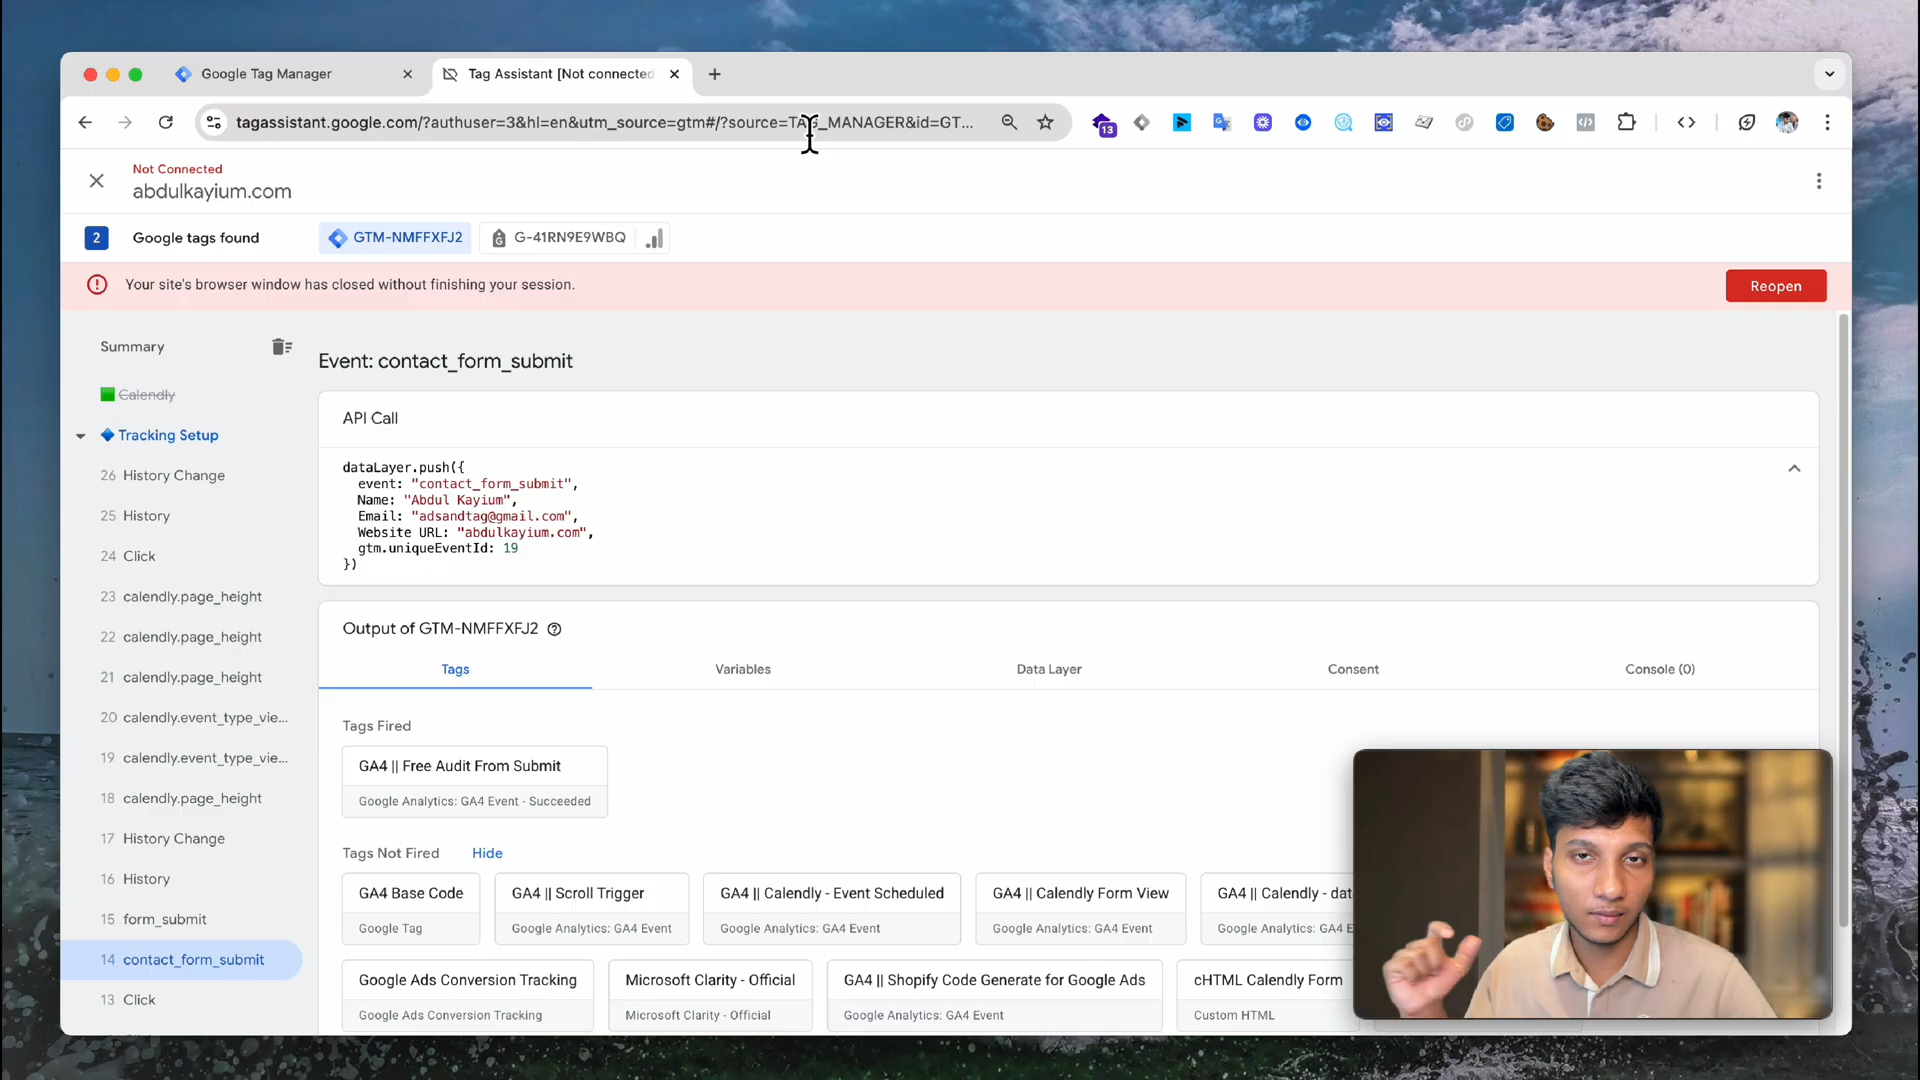 Google Tag Manager
Tag Assistant [Not connected
tagassistant.google.com/?authuser=3&hl=en&utm_source=gtm#/?source=TAG_MANAGER&id=GT...
13
Not Connected
abdulkayium.com
2
Google tags found
GTM-NMFFXFJ2
G-41RN9E9WBQ
Your site's browser window has closed without finishing your session.
Reopen
Summary
Calendly
Tracking Setup
26 History Change
25 History
24 Click
23 calendly.page_height
22 calendly.page_height
21 calendly.page_height
20 calendly.event_type_vie...
19 calendly.event_type_vie...
18 calendly.page_height
17 History Change
16 History
15 form_submit
14 contact_form_submit
13 Click
Event: contact_form_submit
API Call
dataLayer.push({
event: "contact_form_submit",
Name: "Abdul Kayium",
Email: "adsandtag@gmail.com",
Website URL: "abdulkayium.com",
gtm.uniqueEventId: 19
})
Output of GTM-NMFFXFJ2
Tags
Variables
Data Layer
Consent
Console (0)
Tags Fired
GA4 || Free Audit From Submit
Google Analytics: GA4 Event - Succeeded
Tags Not Fired
Hide
GA4 Base Code
Google Tag
GA4 || Scroll Trigger
Google Analytics: GA4 Event
GA4 || Calendly - Event Scheduled
Google Analytics: GA4 Event
GA4 || Calendly Form View
Google Analytics: GA4 Event
GA4 || Calendly - dat
Google Analytics: GA4 E
Google Ads Conversion Tracking
Google Ads Conversion Tracking
Microsoft Clarity - Official
Microsoft Clarity - Official
GA4 || Shopify Code Generate for Google Ads
Google Analytics: GA4 Event
cHTML Calendly Form
Custom HTML